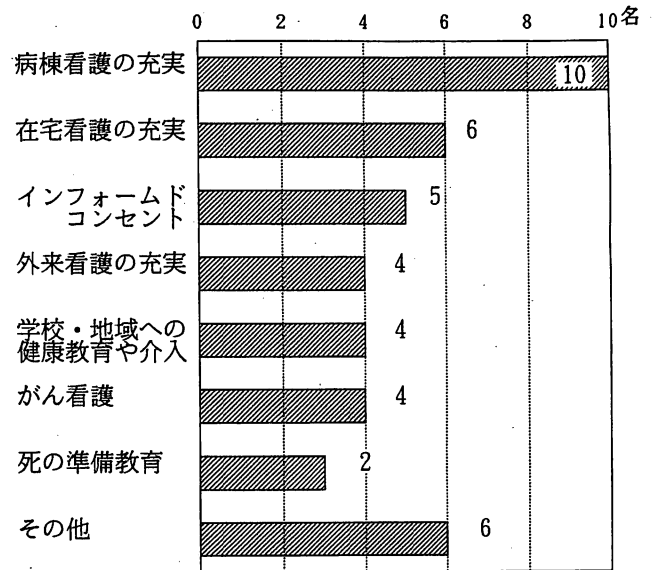 0 2 4 6 8 10名
病棟看護の充実 10
在宅看護の充実 6
インフォームド
コンセント 5
外来看護の充実 4
学校・地域への
健康教育や介入 4
がん看護 4
死の準備教育 2
その他 6